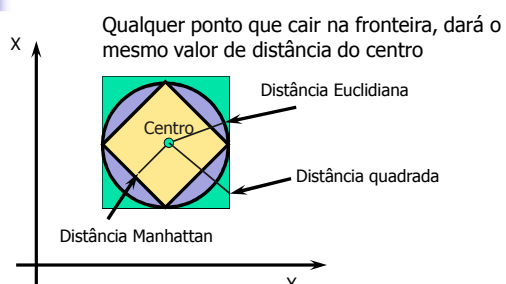 Qualquer ponto que cair na fronteira, dará o
mesmo valor de distância do centro
X
Distância Euclidiana
Centro
Distância quadrada
Distância Manhattan